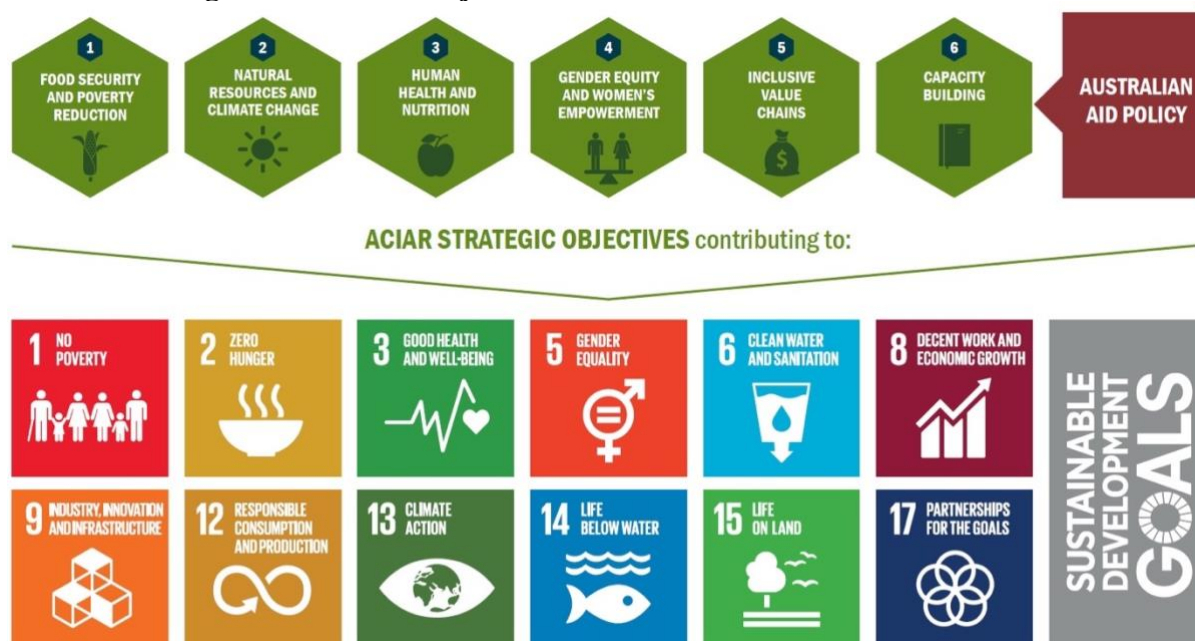 1
FOOD SECURITY
AND POVERTY
REDUCTION
2
NATURAL
RESOURCES AND
CLIMATE CHANGE
3
HUMAN
HEALTH AND
NUTRITION
4
GENDER EQUITY
AND WOMEN'S
EMPOWERMENT
5
INCLUSIVE
VALUE
CHAINS
$
6
CAPACITY
BUILDING
AUSTRALIAN
AID POLICY
ACIAR STRATEGIC OBJECTIVES contributing to:
1 NO
POVERTY
2 ZERO
HUNGER
3 GOOD HEALTH
AND WELL-BEING
5 GENDER
EQUALITY
6 CLEAN WATER
AND SANITATION
8 DECENT WORK AND
ECONOMIC GROWTH
9 INDUSTRY, INNOVATION
AND INFRASTRUCTURE
12 RESPONSIBLE
CONSUMPTION
AND PRODUCTION
13 CLIMATE
ACTION
14 LIFE
BELOW WATER
15 LIFE
ON LAND
17 PARTNERSHIPS
FOR THE GOALS
SUSTAINABLE
DEVELOPMENT
GOALS